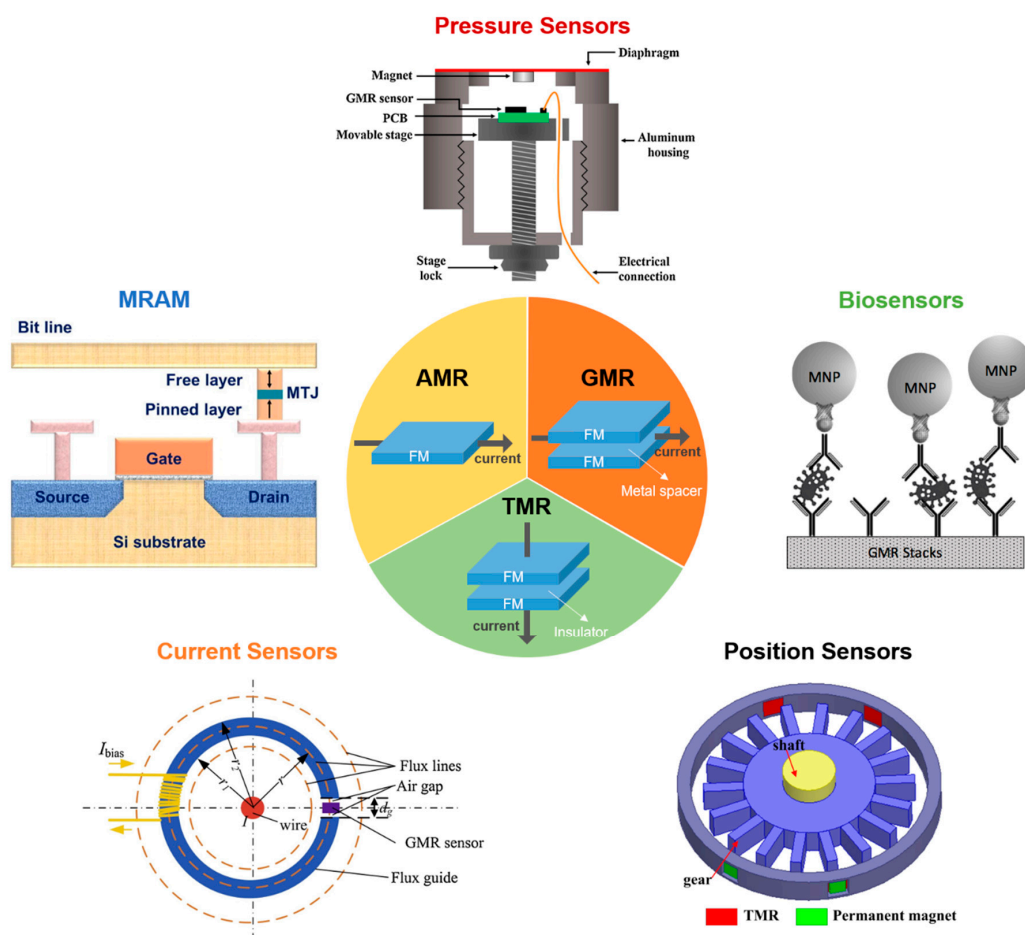 Pressure Sensors
Diaphragm
Magnet
GMR sensor
PCB
Movable stage
Aluminum
housing
Stage
lock
Electrical
connection
MRAM
Bit line
Free layer
MTJ
Pinned layer
Gate
Source
Drain
Si substrate
AMR
FM
current
GMR
FM
FM
current
Metal spacer
TMR
FM
FM
current
Insulator
Biosensors
MNP
MNP
MNP
GMR Stacks
Current Sensors
Ibias
r1
r2
r
I
Flux lines
Air gap
dg
wire
GMR sensor
Flux guide
Position Sensors
shaft
gear
TMR
Permanent magnet